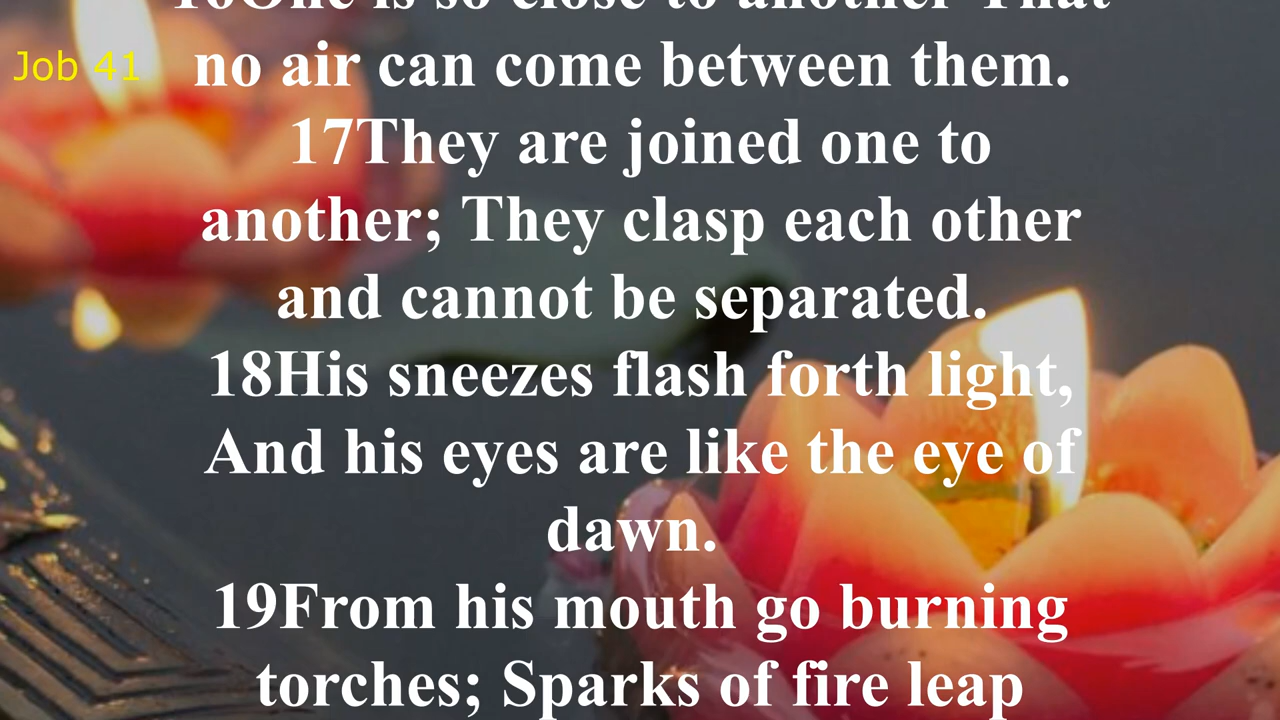 16One is so close to another That
Job 41
no air can come between them.
17They are joined one to
another; They clasp each other
and cannot be separated.
18His sneezes flash forth light,
And his eyes are like the eye of
dawn.
19From his mouth go burning
torches; Sparks of fire leap